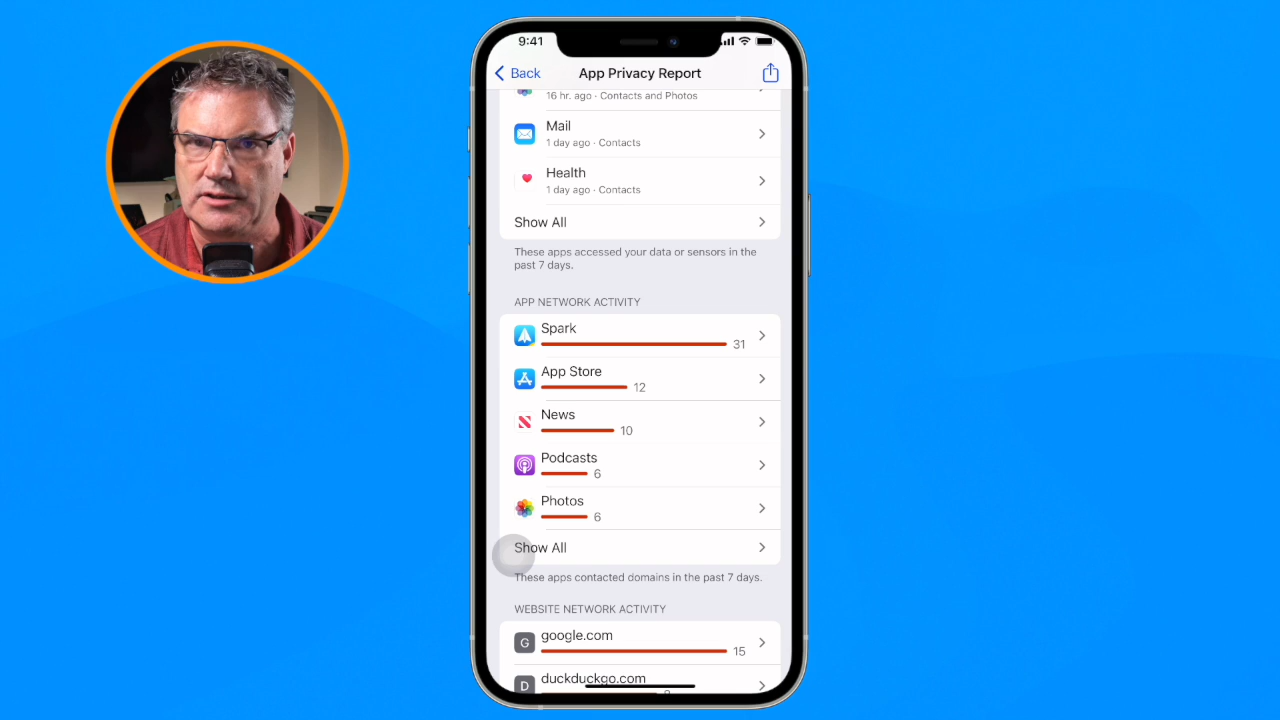 9:41
Back
App Privacy Report
16 hr. ago · Contacts and Photos
Mail
1 day ago · Contacts
Health
1 day ago · Contacts
Show All
These apps accessed your data or sensors in the
past 7 days.
APP NETWORK ACTIVITY
Spark
31
App Store
12
News
10
Podcasts
6
Photos
6
Show All
These apps contacted domains in the past 7 days.
WEBSITE NETWORK ACTIVITY
G
google.com
15
D
duckduckgo.com